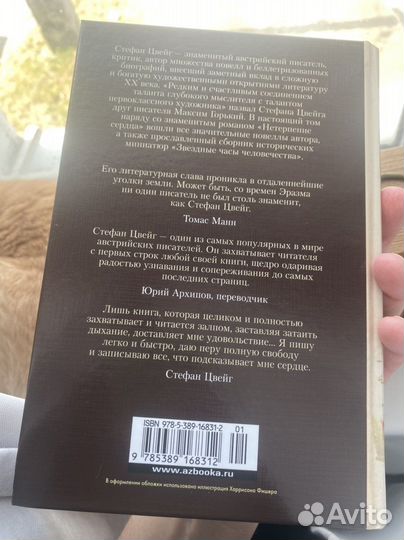 Стефан Цвейг — знаменитый австрийский писатель,
критик, автор множества новелл и беллетризованных
биографий, внесший заметный вклад в сложную
и богатую художественными открытиями литературу
XX века. «Редким и счастливым соединением
таланта глубокого мыслителя с талантом
первоклассного художника» назвал Стефана Цвейга
друг писателя Максим Горький. В настоящий том
наряду со знаменитым романом «Нетерпение
сердца» вошли все значительные новеллы автора,
а также прославленный сборник исторических
миниатюр «Звездные часы человечества».
Его литературная слава проникла в отдаленнейшие
уголки земли. Может быть, со времен Эразма
ни один писатель не был столь знаменит,
как Стефан Цвейг.
Томас Манн
Стефан Цвейг — один из самых популярных в мире
австрийских писателей. Он захватывает читателя
с первых строк любой своей книги, щедро одаривая
радостью узнавания и сопереживания до самых
последних страниц.
Юрий Архипов, переводчик
Лишь книга, которая целиком и полностью
захватывает и читается залпом, заставляя затаить
дыхание, доставляет мне удовольствие... Я пишу
легко и быстро, даю перу полную свободу
и записываю все, что подсказывает мне сердце.
Стефан Цвейг
ISBN 978-5-389-16831-2
01
9 785389 168312
www.azbooka.ru
В оформлении обложки использована иллюстрация Харрисона Фишера
Avito